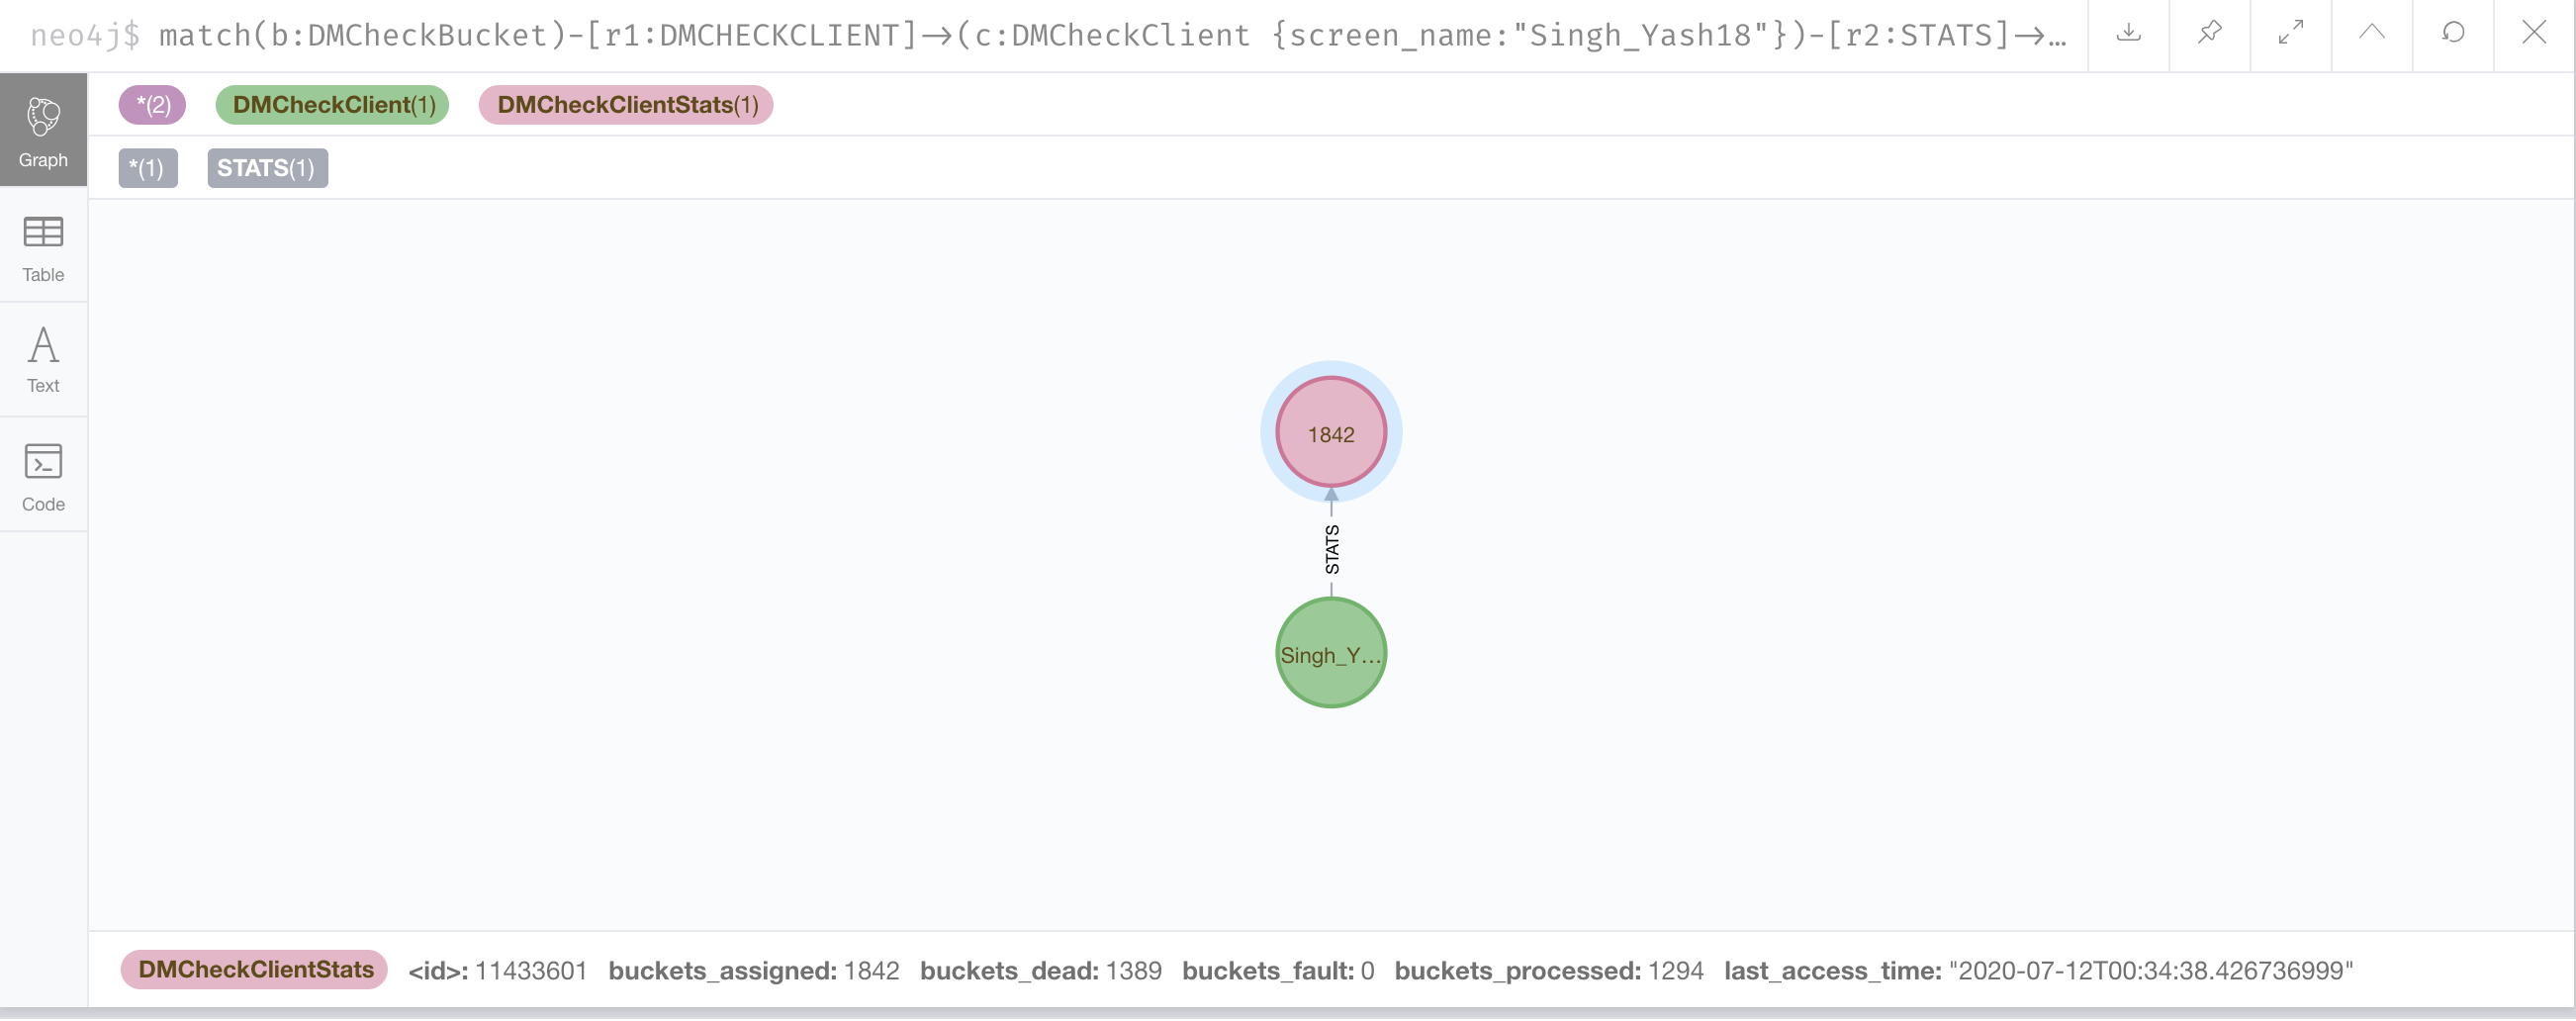 neo4j$ match(b:DMCheckBucket)-[r1:DMCHECKCLIENT]→(c:DMCheckClient {screen_name:"Singh_Yash18"})-[r2:STATS]→…
*(2) DMCheckClient(1) DMCheckClientStats(1)
*(1) STATS(1)
Graph
Table
Text
Code
1842
STATS
Singh_Y...
DMCheckClientStats <id>: 11433601 buckets_assigned: 1842 buckets_dead: 1389 buckets_fault: 0 buckets_processed: 1294 last_access_time: "2020-07-12T00:34:38.426736999"